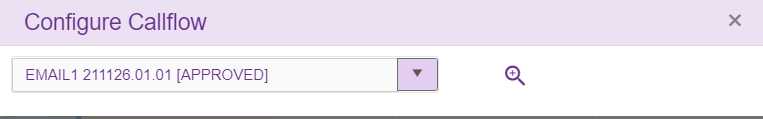 Configure Callflow
EMAIL1 211126.01.01 [APPROVED]